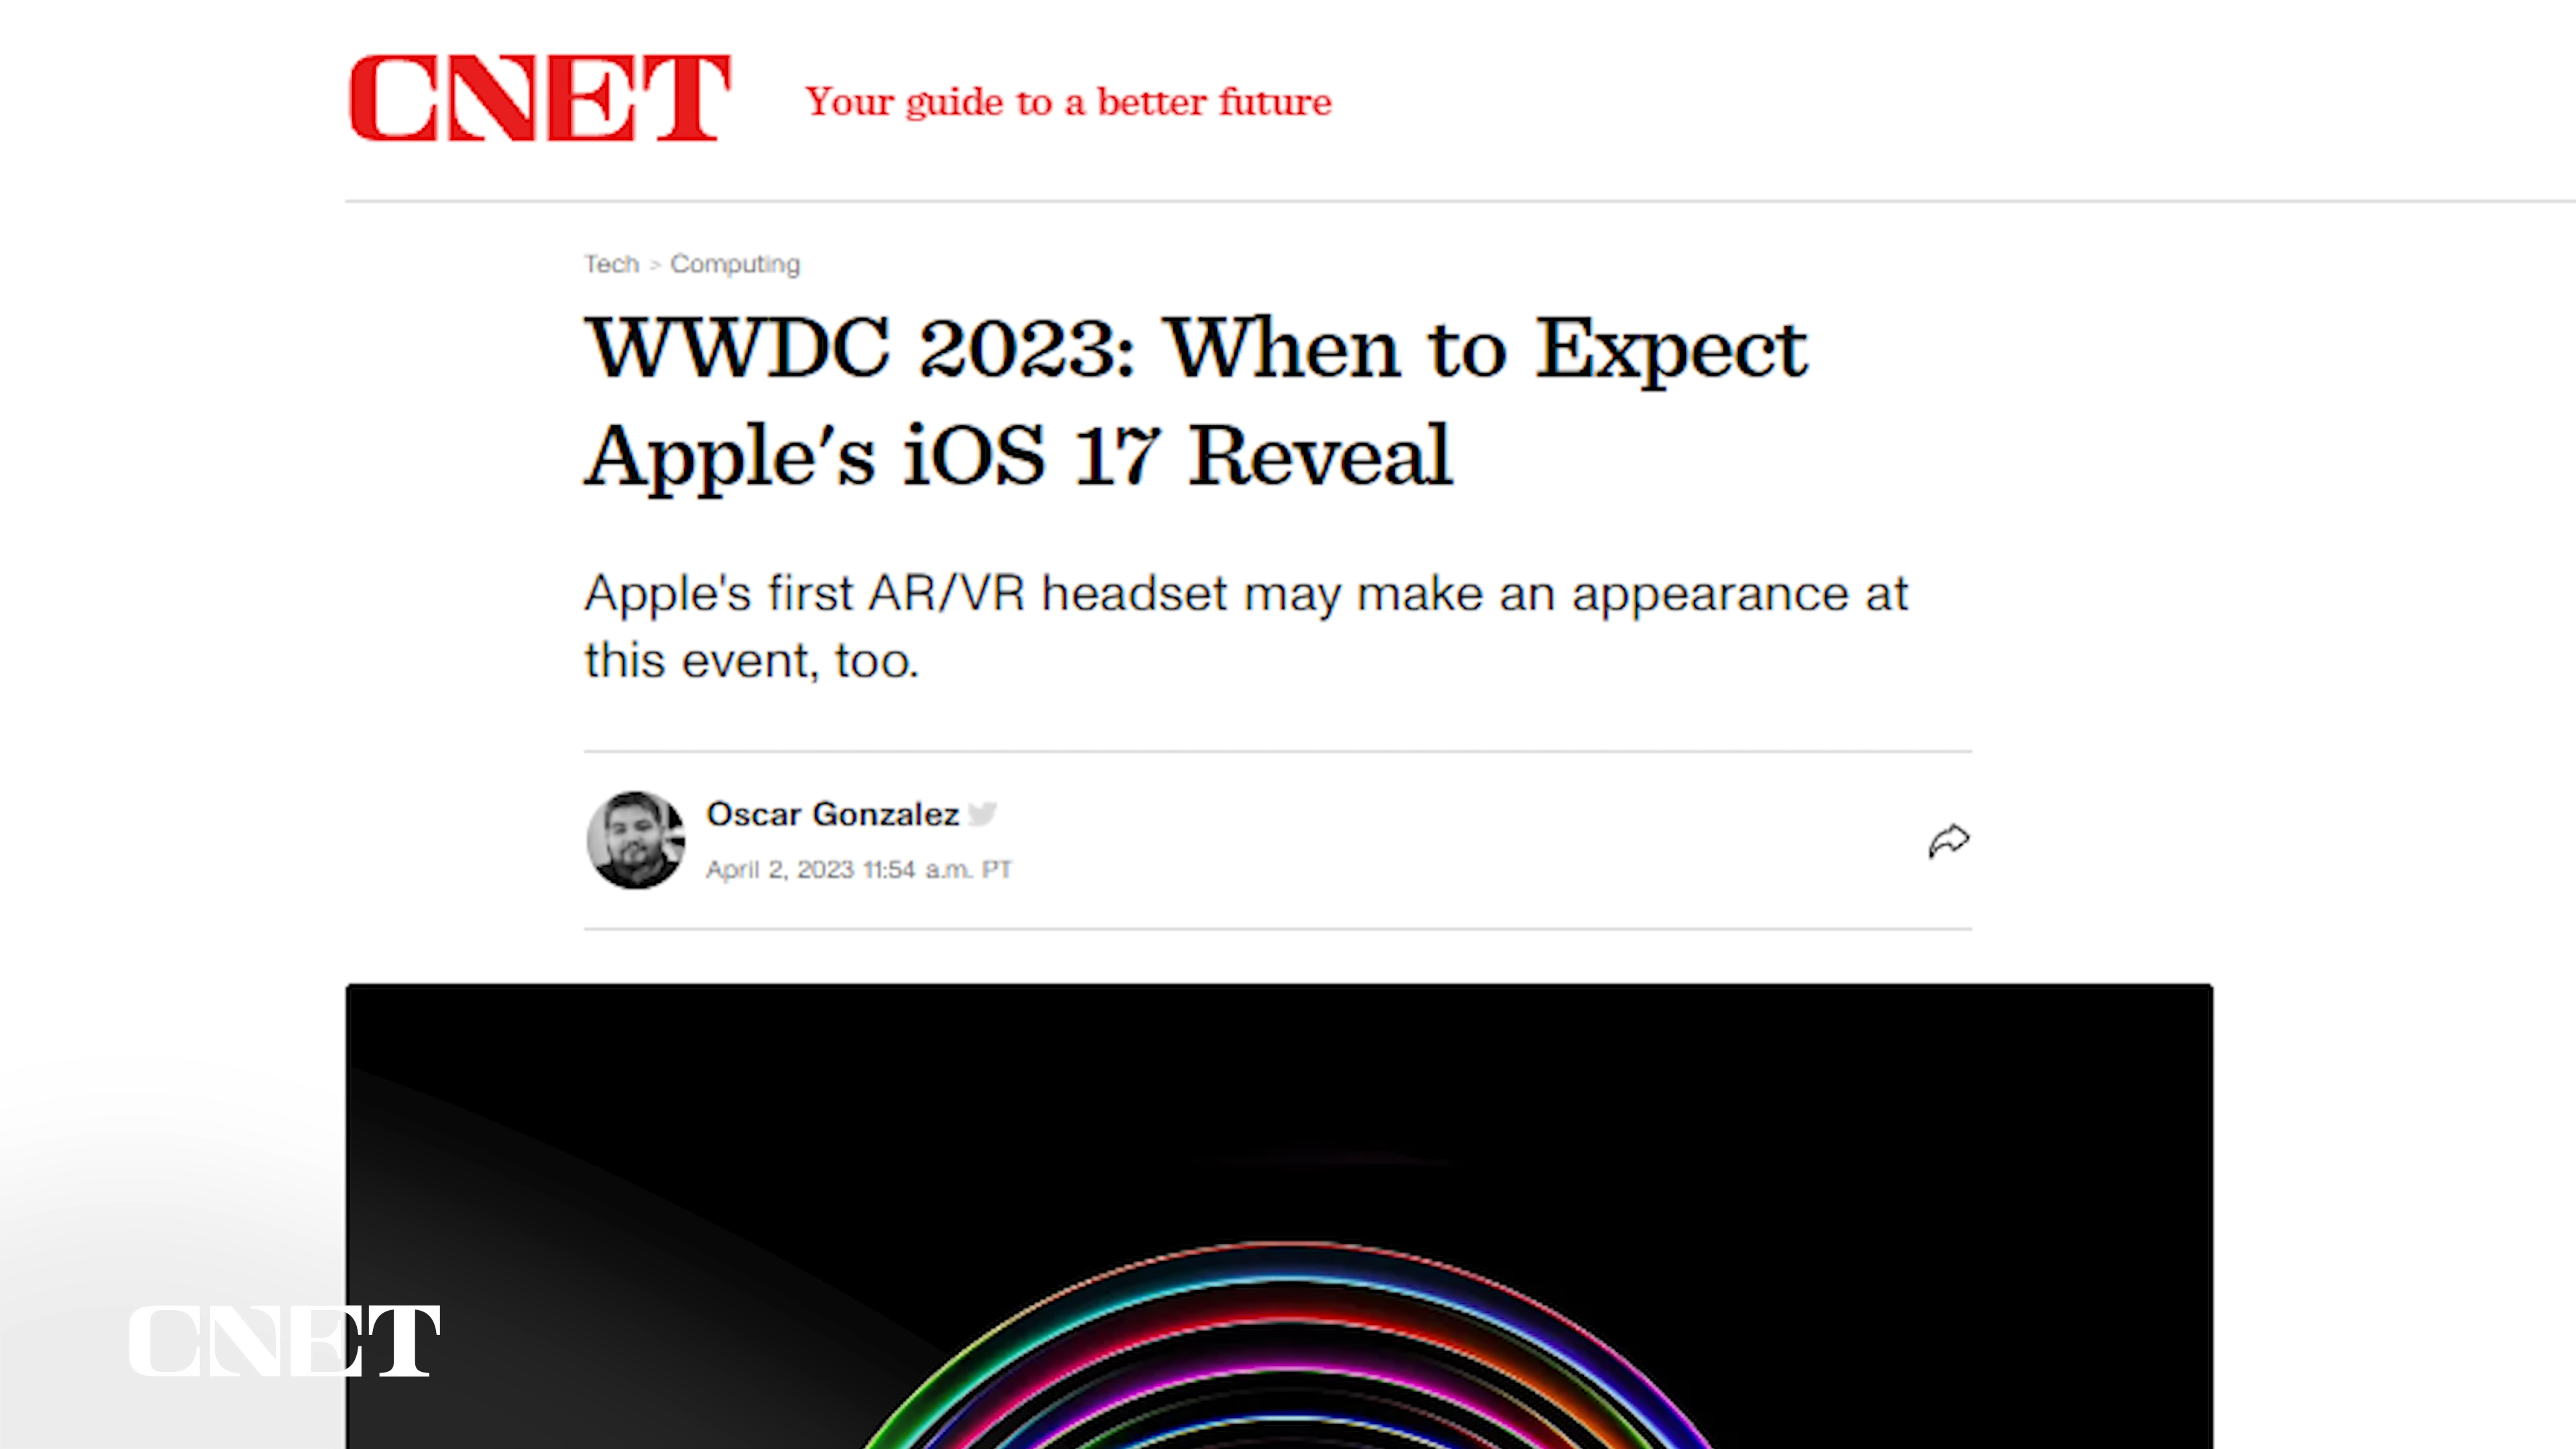 CNET
Your guide to a better future
Tech > Computing
WWDC 2023: When to Expect
Apple's iOS 17 Reveal
Apple's first AR/VR headset may make an appearance at
this event, too.
Oscar Gonzalez
April 2, 2023 11:54 a.m. PT
CNET